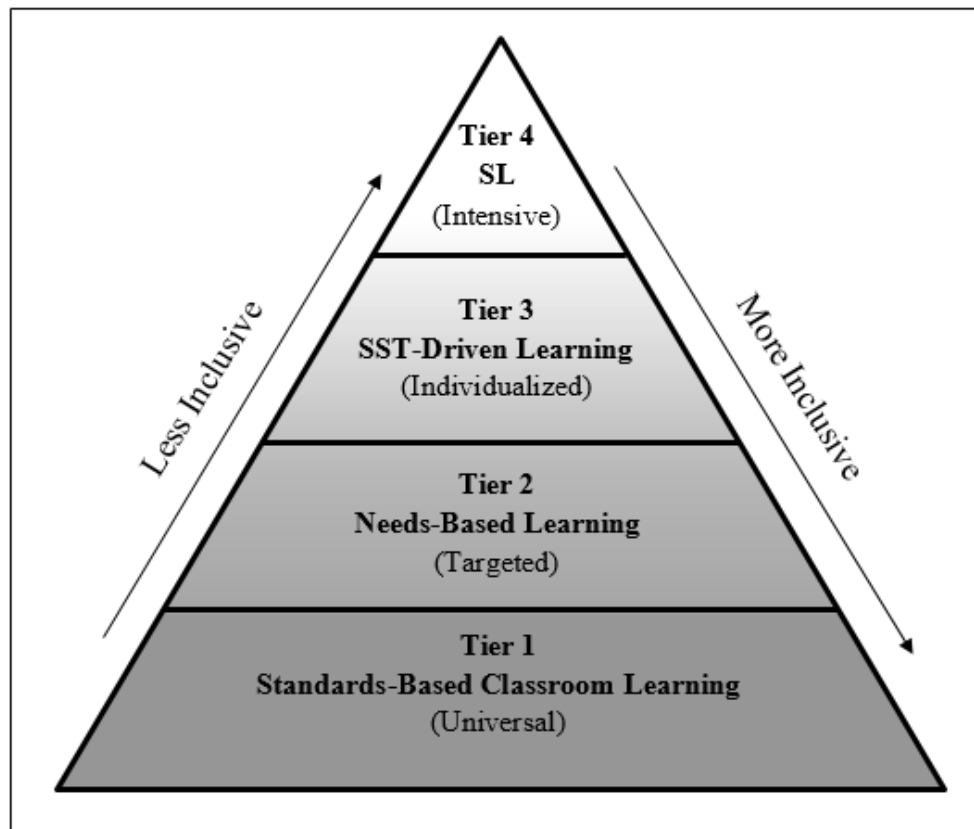 Tier 4
SL
(Intensive)
Less Inclusive
More Inclusive
Tier 3
SST-Driven Learning
(Individualized)
Tier 2
Needs-Based Learning
(Targeted)
Tier 1
Standards-Based Classroom Learning
(Universal)